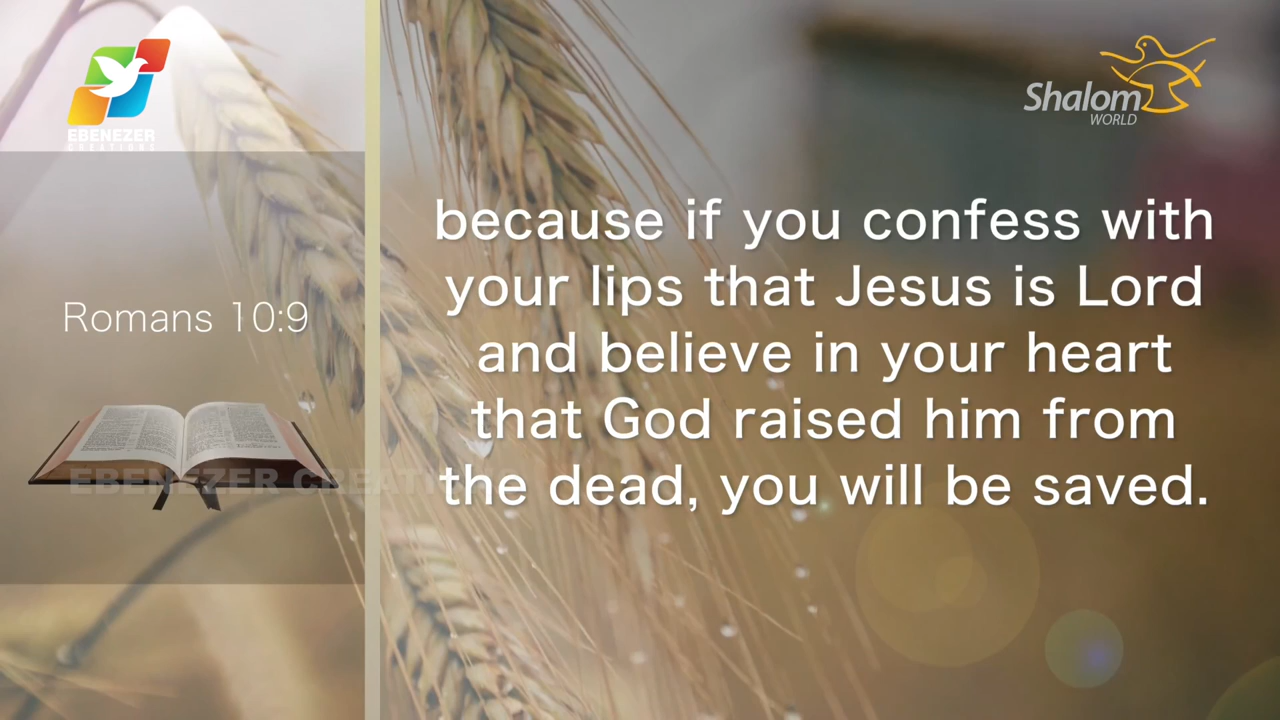 EBENEZER
CREATIONS
Shalom
WORLD
Romans 10:9
because if you confess with
your lips that Jesus is Lord
and believe in your heart
that God raised him from
the dead, you will be saved.